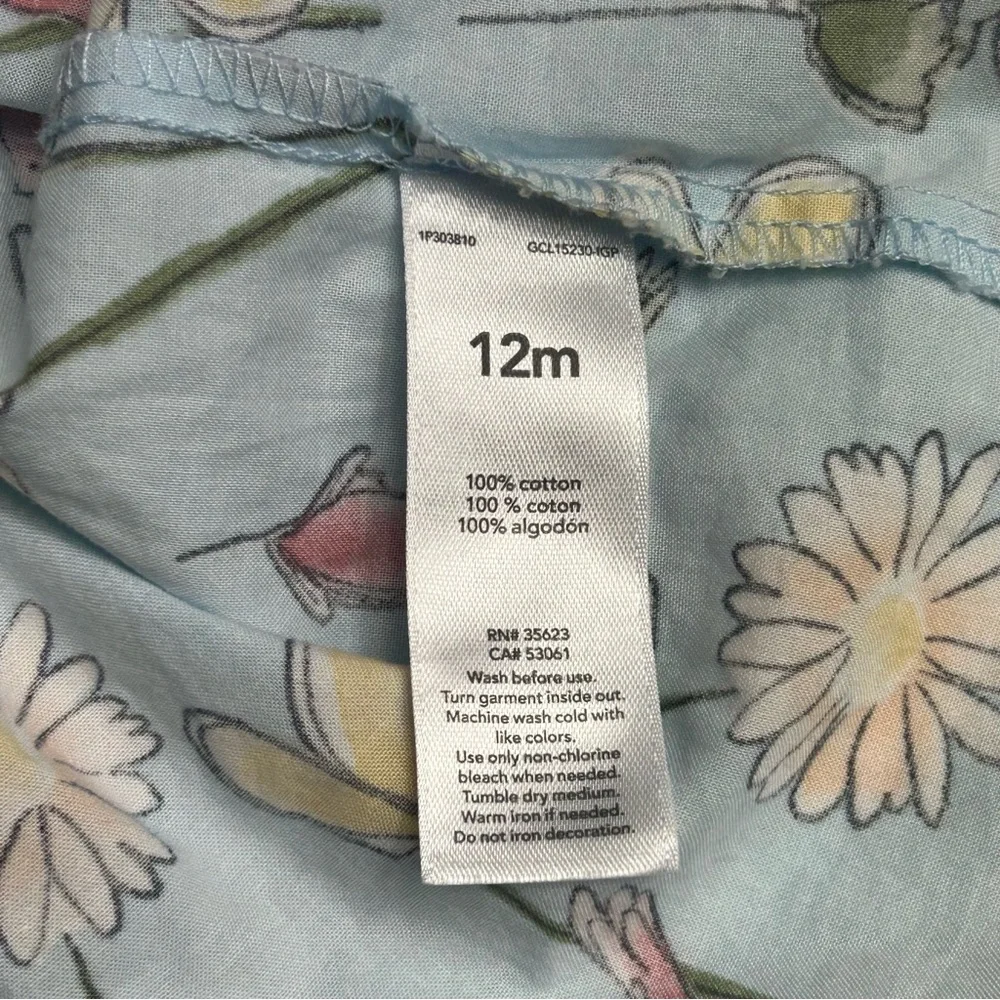 1P303810 GCL15230-IGP
12m
100% cotton
100 % coton
100% algodón
RN# 35623
CA# 53061
Wash before use.
Turn garment inside out.
Machine wash cold with
like colors.
Use only non-chlorine
bleach when needed.
Tumble dry medium.
Warm iron if needed.
Do not iron decoration.